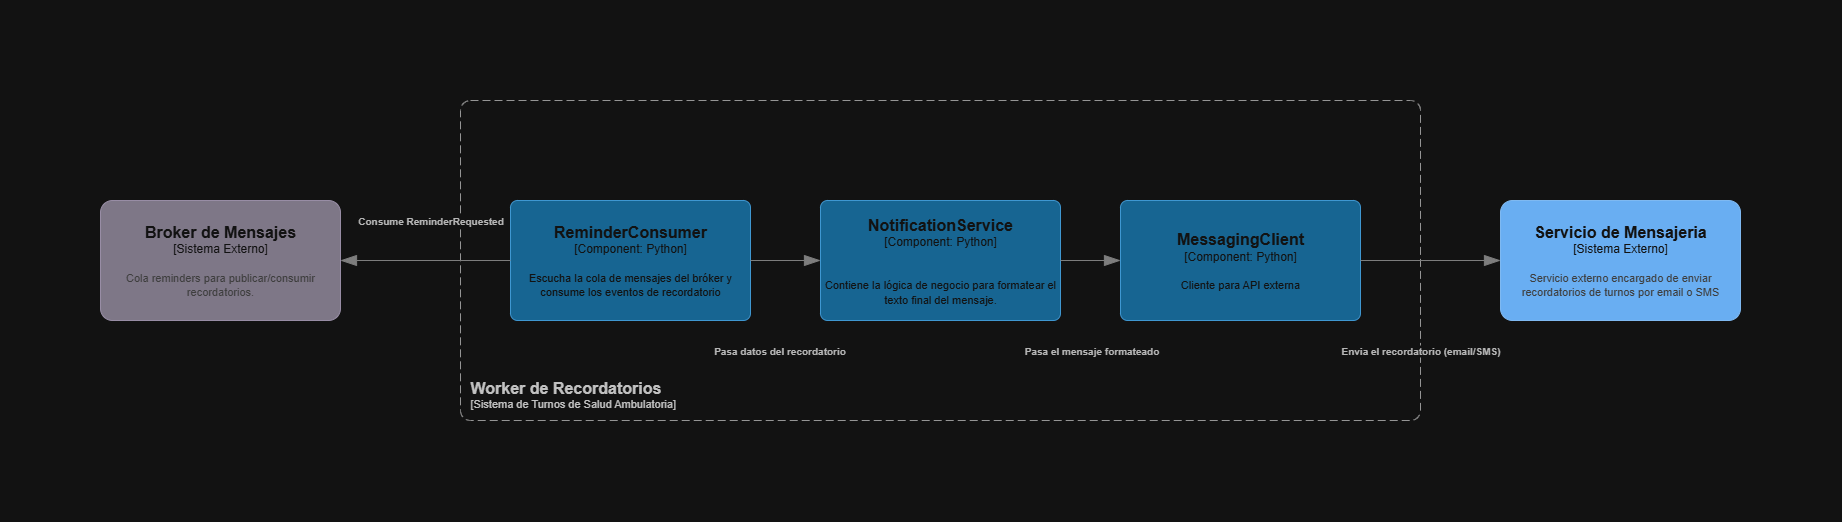 Broker de Mensajes
[Sistema Externo]
Cola reminders para publicar/consumir
recordatorios.
Consume ReminderRequested
ReminderConsumer
[Component: Python]
Escucha la cola de mensajes del bróker y
consume los eventos de recordatorio
Pasa datos del recordatorio
NotificationService
[Component: Python]
Contiene la lógica de negocio para formatear el
texto final del mensaje.
Pasa el mensaje formateado
MessagingClient
[Component: Python]
Cliente para API externa
Envia el recordatorio (email/SMS)
Servicio de Mensajeria
[Sistema Externo]
Servicio externo encargado de enviar
recordatorios de turnos por email o SMS
Worker de Recordatorios
[Sistema de Turnos de Salud Ambulatoria]